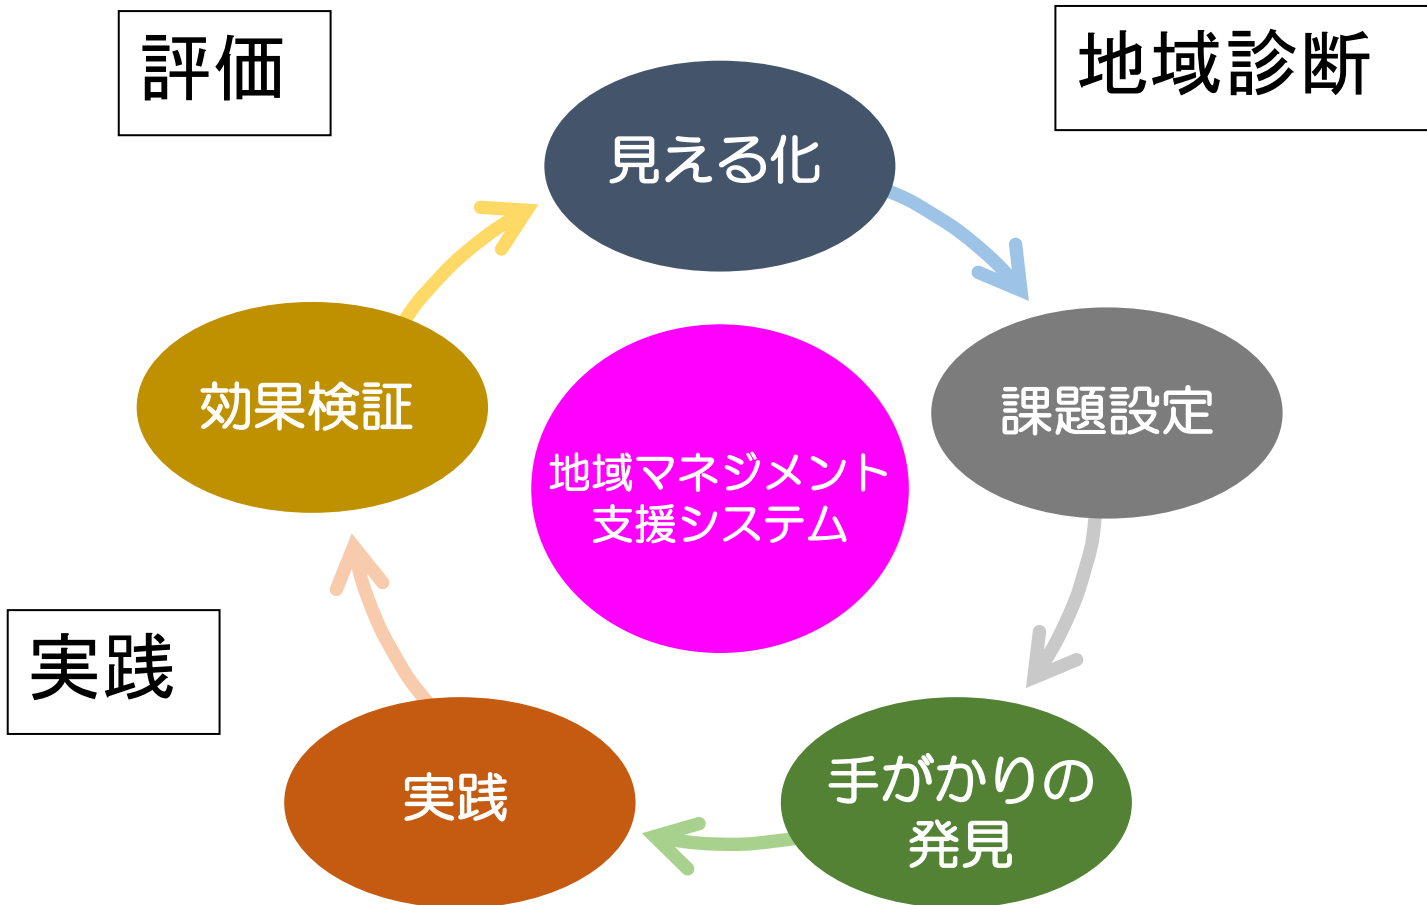 評価
地域診断
見える化
効果検証
課題設定
地域マネジメント
支援システム
実践
手がかりの
発見
実践